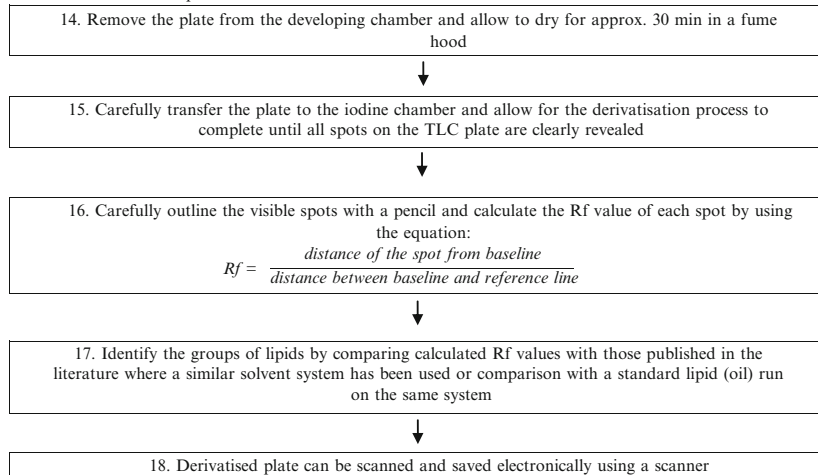 14. Remove the plate from the developing chamber and allow to dry for approx. 30 min in a fume
hood
15. Carefully transfer the plate to the iodine chamber and allow for the derivatisation process to
complete until all spots on the TLC plate are clearly revealed
16. Carefully outline the visible spots with a pencil and calculate the Rf value of each spot by using
the equation:
Rf = distance of the spot from baseline
distance between baseline and reference line
17. Identify the groups of lipids by comparing calculated Rf values with those published in the
literature where a similar solvent system has been used or comparison with a standard lipid (oil) run
on the same system
18. Derivatised plate can be scanned and saved electronically using a scanner